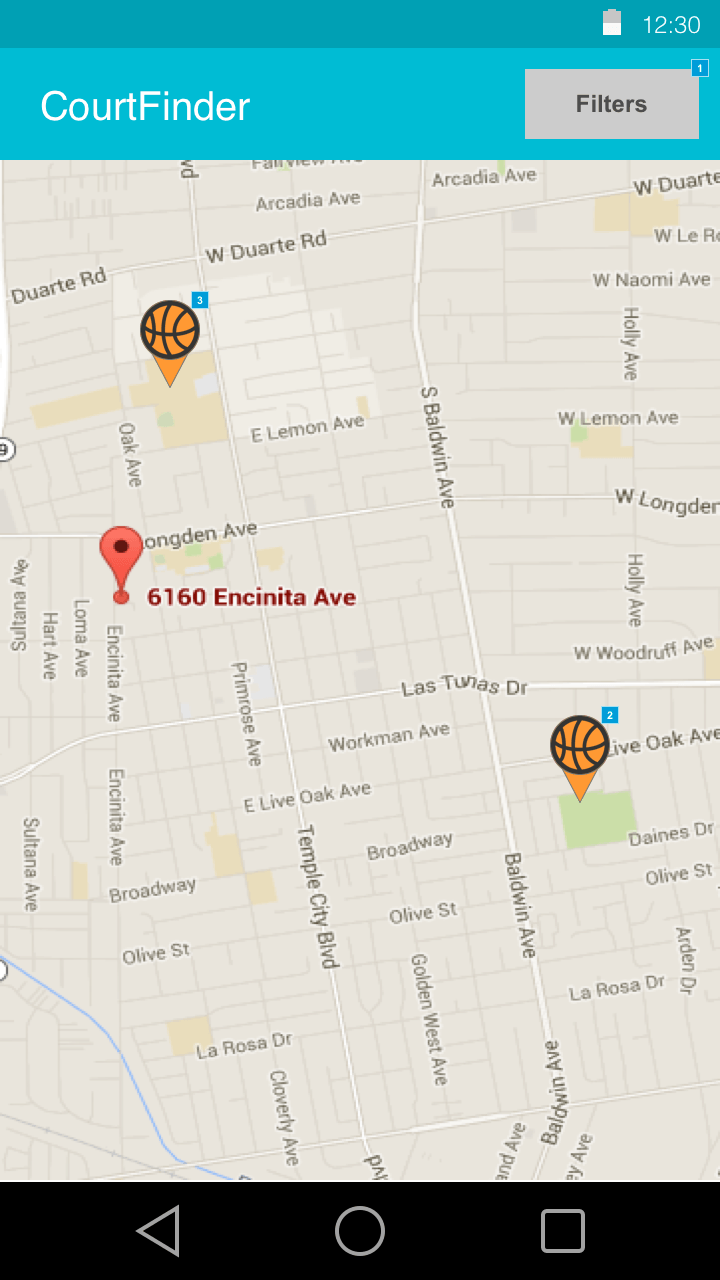 12:30
CourtFinder
Filters
1
Fairview Ave
Arcadia Ave
Arcadia Ave
W Duarte
W Duarte Rd
W Le Ro
Duarte Rd
W Naomi Ave
3
Holly Ave
S Baldwin Ave
W Lemon Ave
E Lemon Ave
Oak Ave
9
W Longden
ongden Ave
Holly Ave
Sultana Ave
6160 Encinita Ave
Loma Ave
Hart Ave
Encinita Ave
W Woodruff Ave
Primrose Ave
Las Tunas Dr
2
Workman Ave
Live Oak Ave
Encinita Ave
E Live Oak Ave
Sultana Ave
Temple City Blvd
Broadway
Daines Dr
Baldwin Ave
Olive St
Broadway
Olive St
Arden Dr
Olive St
Golden West Ave
La Rosa Dr
La Rosa Dr
Baldwin Ave
Cloverly Ave
and Ave
ey Ave
lvd